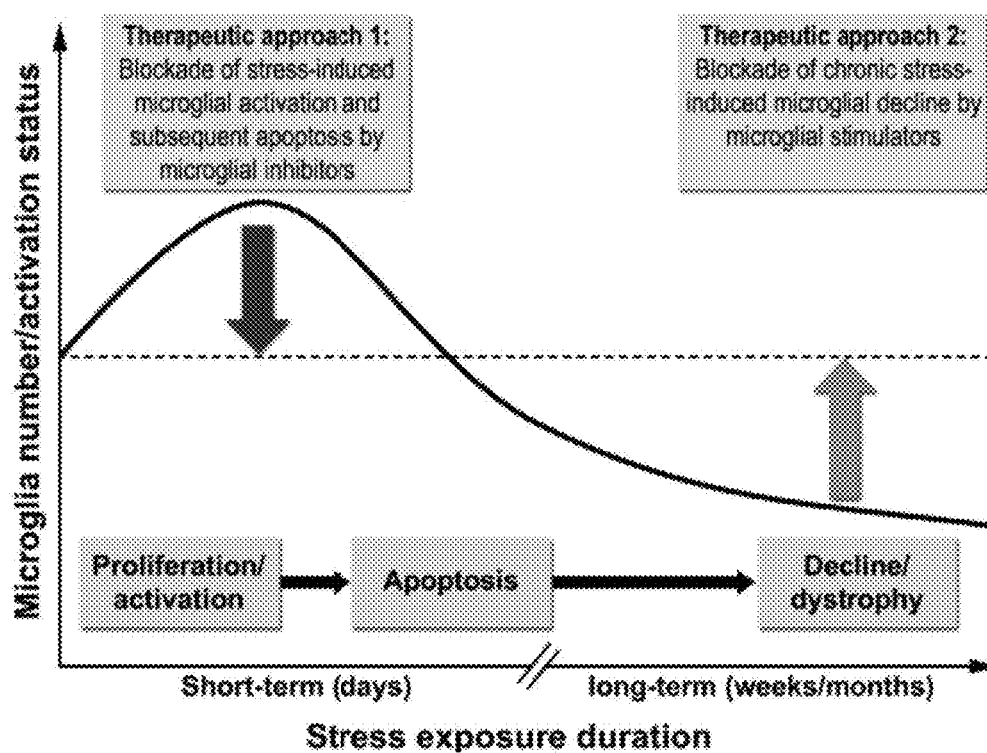 Therapeutic approach 1:
Blockade of stress-induced
microglial activation and
subsequent apoptosis by
microglial inhibitors
Therapeutic approach 2:
Blockade of chronic stress-
induced microglial decline by
microglial stimulators
Microglia number/activation status
Proliferation/
activation
Apoptosis
Decline/
dystrophy
Short-term (days)
long-term (weeks/months)
Stress exposure duration